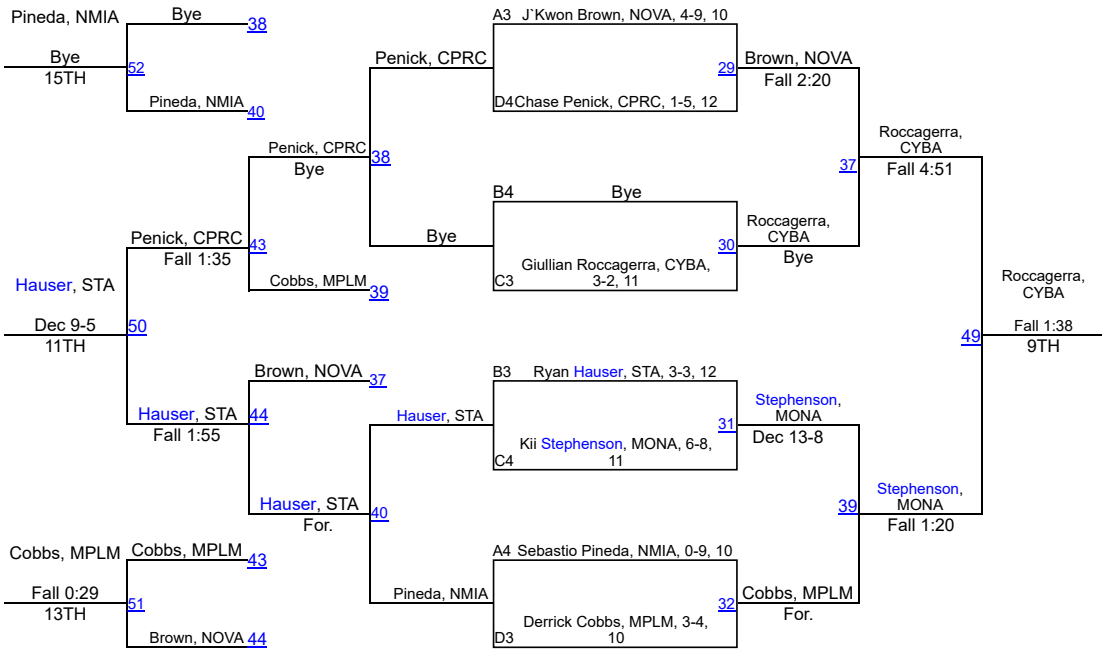 Pineda, NMIA
Bye
38
Bye
52
15TH
Pineda, NMIA
40
A3 J`Kwon Brown, NOVA, 4-9, 10
Penick, CPRC
29
Brown, NOVA
Fall 2:20
D4 Chase Penick, CPRC, 1-5, 12
Penick, CPRC
38
Bye
Roccagerra,
CYBA
37
Fall 4:51
B4
Bye
Bye
30
Roccagerra,
CYBA
Bye
Giullian Roccagerra, CYBA,
C3
3-2, 11
Penick, CPRC
43
Fall 1:35
Cobbs, MPLM
39
Hauser, STA
Dec 9-5
50
11TH
Roccagerra,
CYBA
Fall 1:38
49
9TH
Brown, NOVA
37
Hauser, STA
44
Fall 1:55
B3 Ryan Hauser, STA, 3-3, 12
Hauser, STA
31
Stephenson,
MONA
Dec 13-8
Kii Stephenson, MONA, 6-8,
C4
11
Hauser, STA
40
For.
39
Stephenson,
MONA
Fall 1:20
Cobbs, MPLM
Cobbs, MPLM
43
Fall 0:29
51
13TH
Brown, NOVA
44
A4 Sebastio Pineda, NMIA, 0-9, 10
Pineda, NMIA
32
Cobbs, MPLM
For.
Derrick Cobbs, MPLM, 3-4,
D3
10